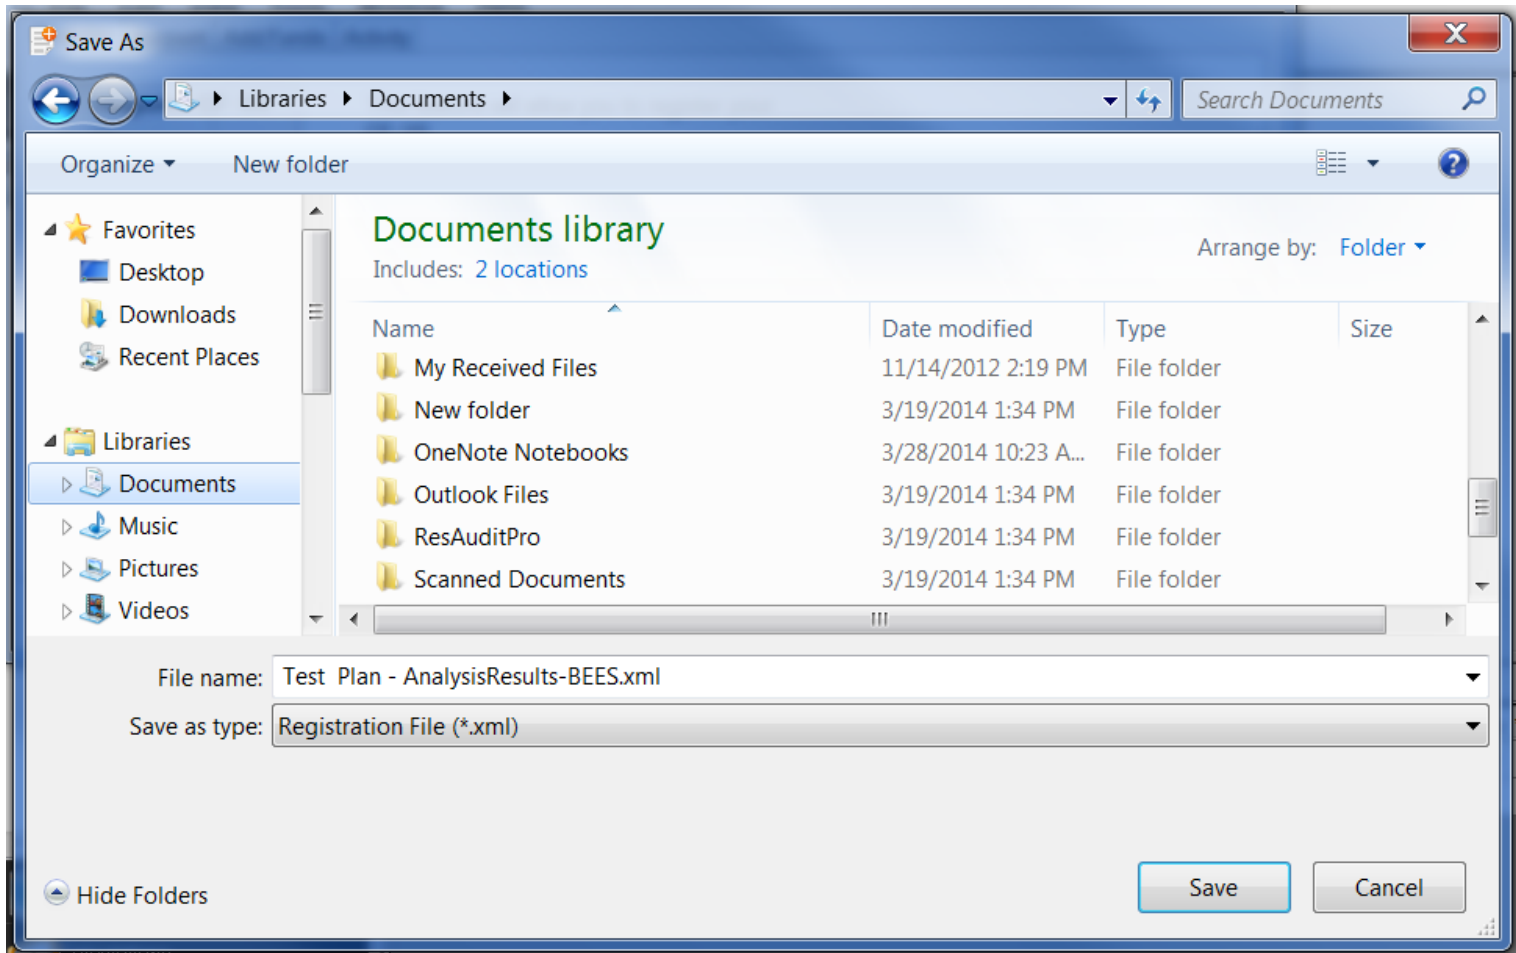 Save As
Libraries Documents
Search Documents
Organize New folder
Favorites
Desktop
Downloads
Recent Places
Libraries
Documents
Music
Pictures
Videos
Documents library
Includes: 2 locations
Arrange by: Folder
Name Date modified Type Size
My Received Files 11/14/2012 2:19 PM File folder
New folder 3/19/2014 1:34 PM File folder
OneNote Notebooks 3/28/2014 10:23 A... File folder
Outlook Files 3/19/2014 1:34 PM File folder
ResAuditPro 3/19/2014 1:34 PM File folder
Scanned Documents 3/19/2014 1:34 PM File folder
File name: Test  Plan - AnalysisResults-BEES.xml
Save as type: Registration File (*.xml)
Hide Folders
Save Cancel